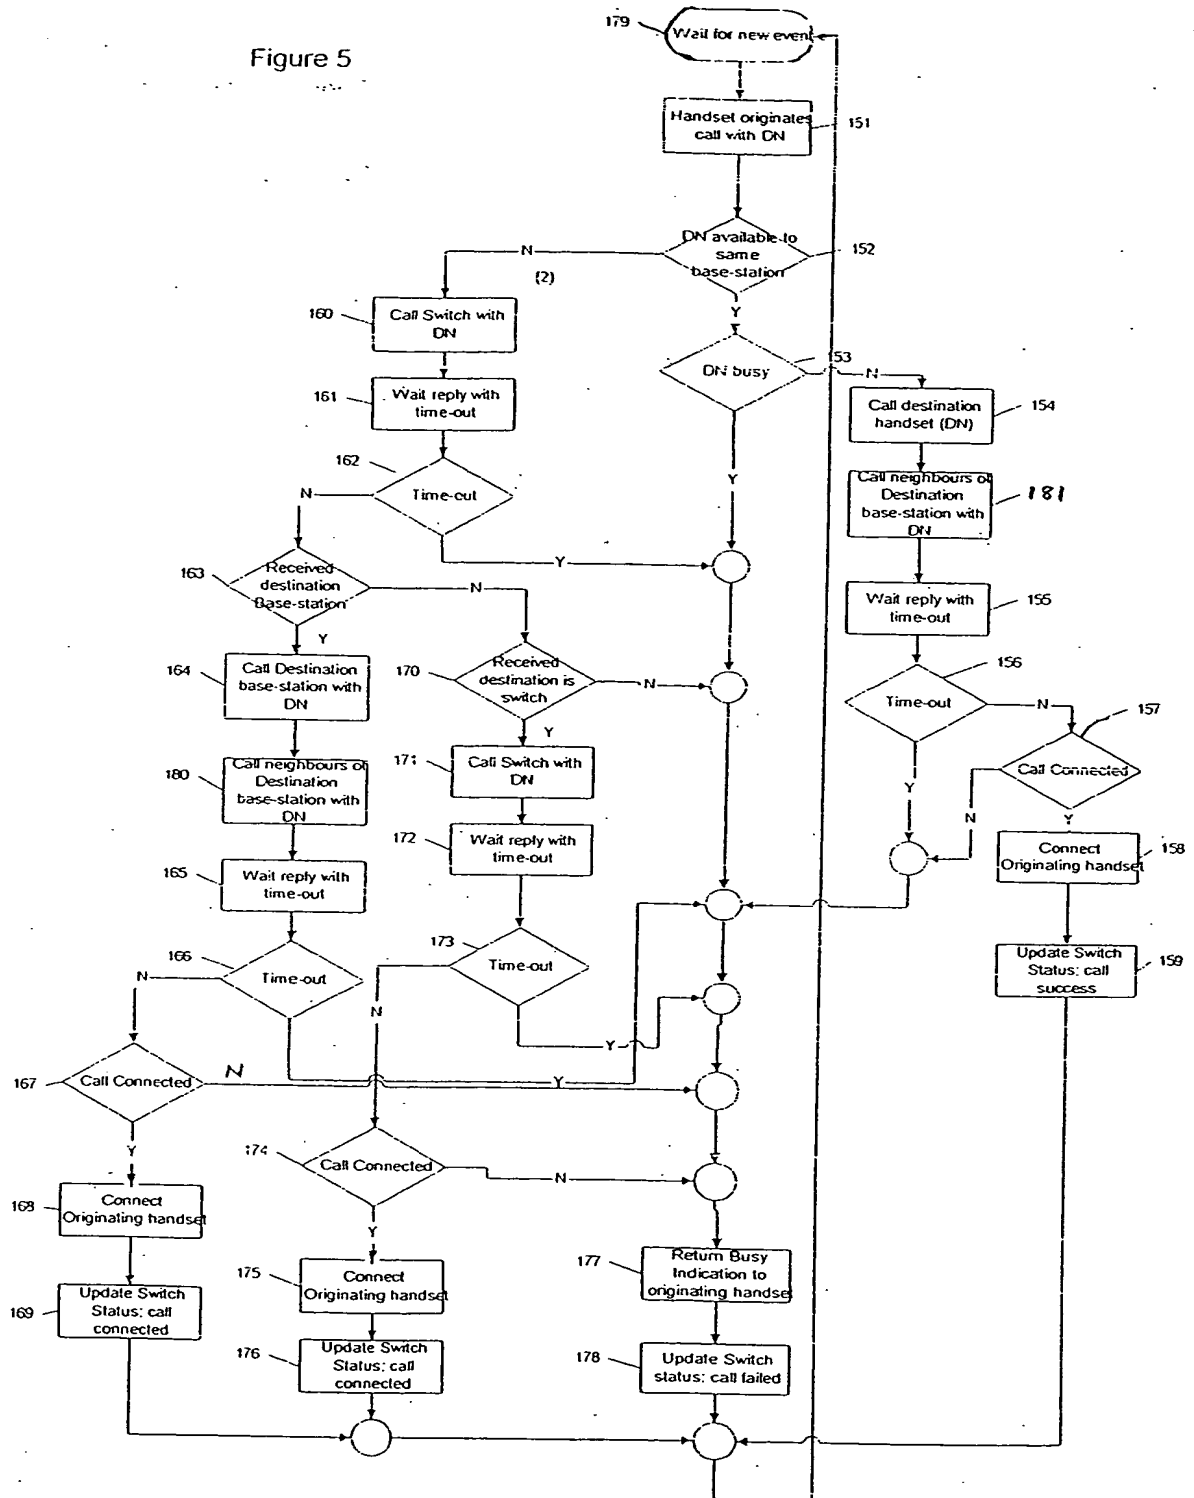 Figure 5
179
Wait for new event
Handset originates
call with DN
151
DN available to
same
base-station
152
N
(2)
Y
160
Call Switch with
DN
DN busy
153
N
161
Wait reply with
time-out
Call destination
handset (DN)
154
162
Time-out
N
Y
Y
Call neighbours of
Destination
base-station with
DN
181
163
Received
destination
Base-station
N
Y
Wait reply with
time-out
155
164
Call Destination
base-station with
DN
170
Received
destination is
switch
N
Y
156
Time-out
N
Y
157
Call Connected
N
Y
180
Call neighbours of
Destination
base-station with
DN
171
Call Switch with
DN
172
Wait reply with
time-out
Connect
Originating handset
158
165
Wait reply with
time-out
173
Time-out
N
Y
166
Time-out
N
Y
Update Switch
Status: call
success
159
167
Call Connected
N
Y
174
Call Connected
N
Y
168
Connect
Originating handset
175
Connect
Originating handset
177
Return Busy
Indication to
originating handset
169
Update Switch
Status: call
connected
176
Update Switch
Status: call
connected
178
Update Switch
status: call failed